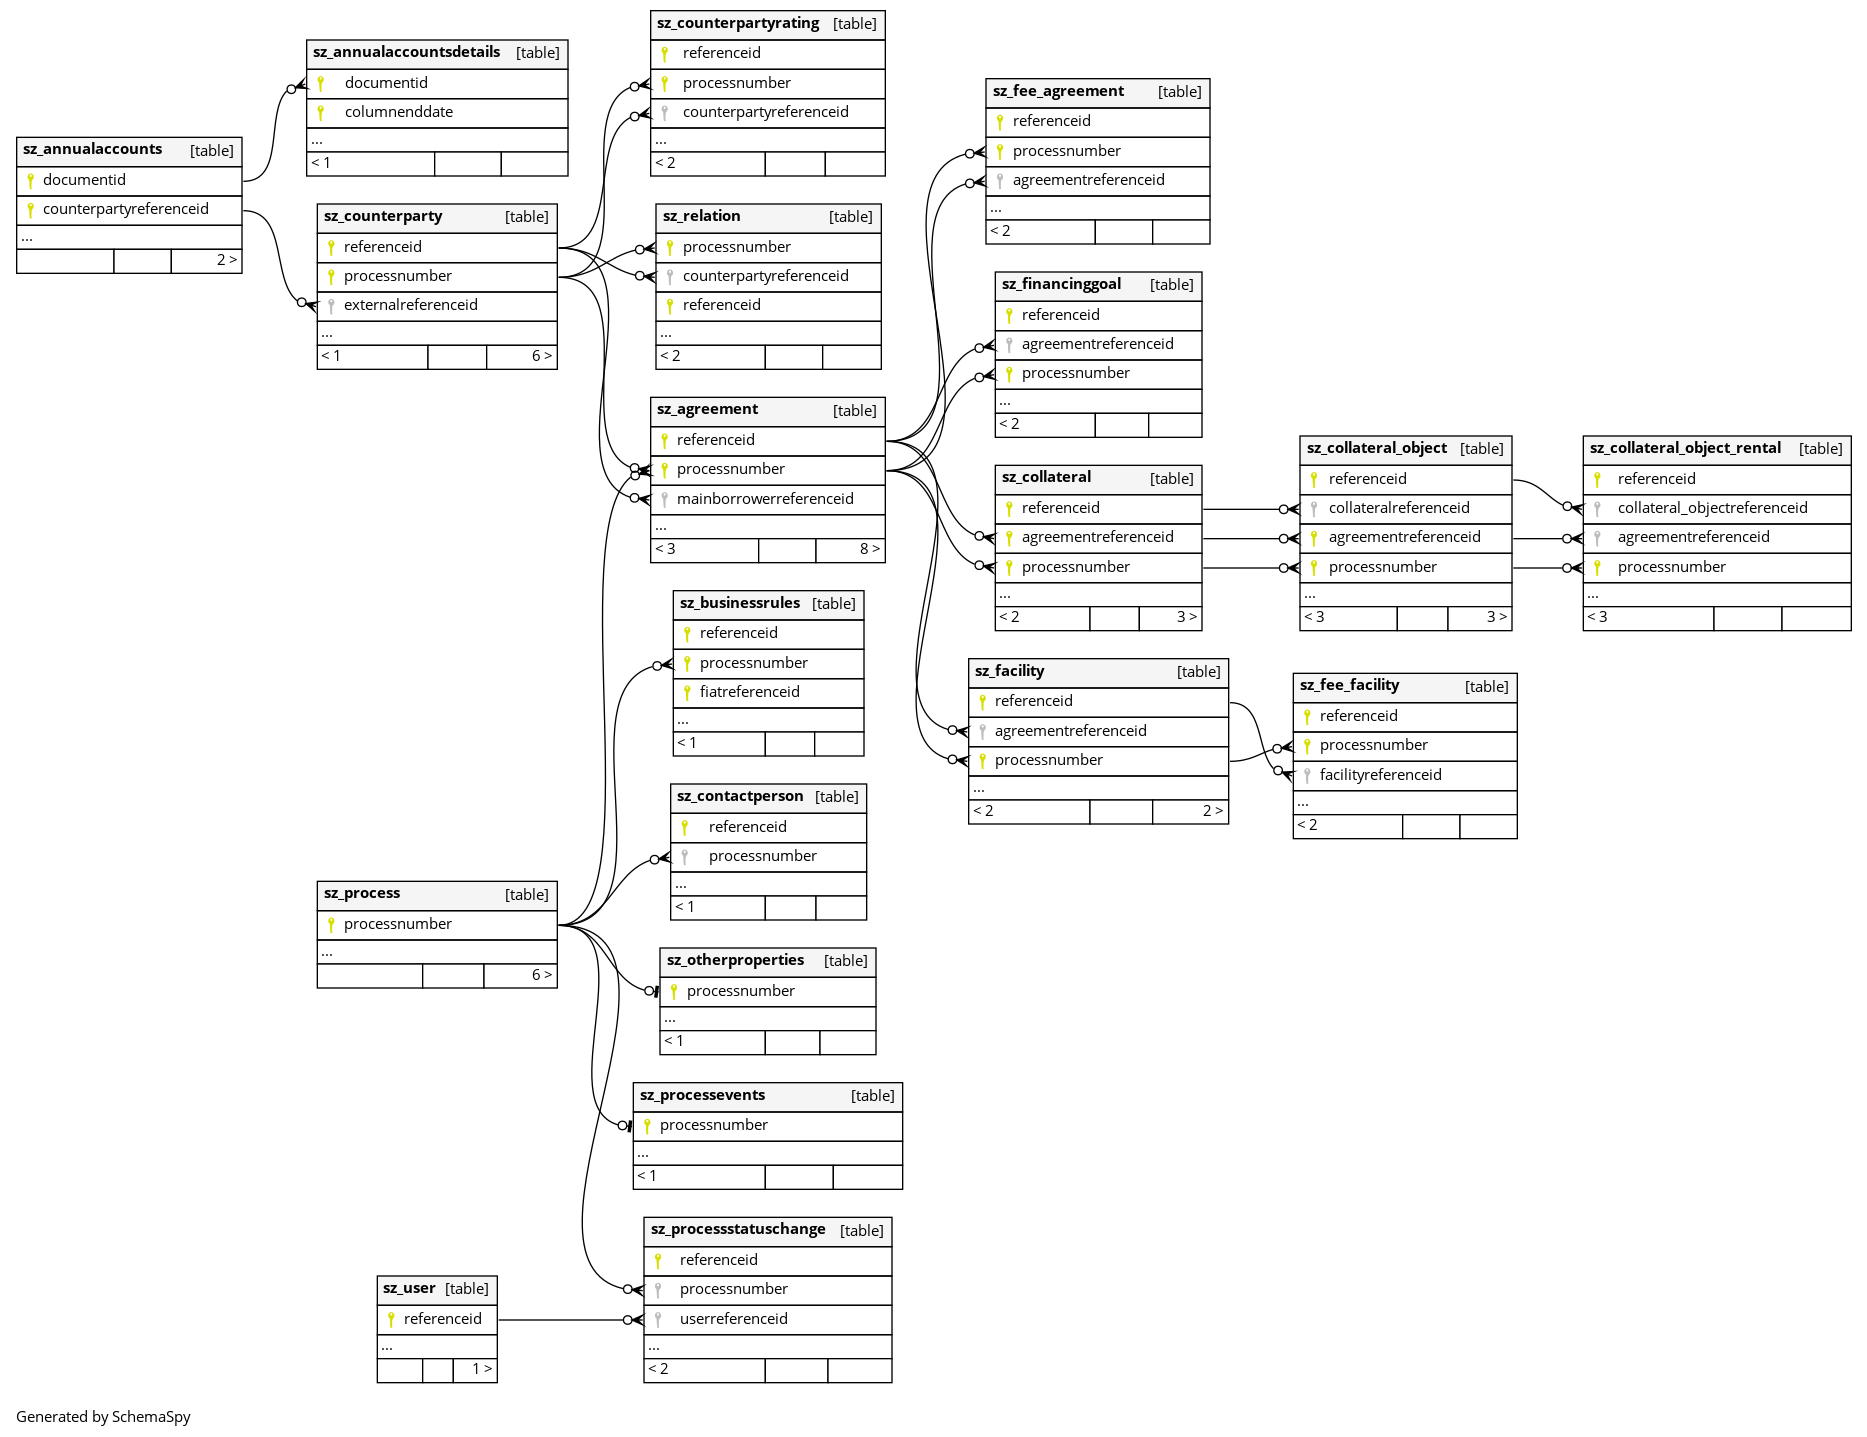 sz_annualaccounts [table]
documentid
counterpartyreferenceid
...
2 >
sz_annualaccountsdetails [table]
documentid
columnenddate
...
< 1
sz_counterparty [table]
referenceid
processnumber
externalreferenceid
...
< 1 6 >
sz_counterpartyrating [table]
referenceid
processnumber
counterpartyreferenceid
...
< 2
sz_relation [table]
processnumber
counterpartyreferenceid
referenceid
...
< 2
sz_agreement [table]
referenceid
processnumber
mainborrowerreferenceid
...
< 3 8 >
sz_fee_agreement [table]
referenceid
processnumber
agreementreferenceid
...
< 2
sz_financinggoal [table]
referenceid
agreementreferenceid
processnumber
...
< 2
sz_collateral [table]
referenceid
agreementreferenceid
processnumber
...
< 2 3 >
sz_collateral_object [table]
referenceid
collateralreferenceid
agreementreferenceid
processnumber
...
< 3 3 >
sz_collateral_object_rental [table]
referenceid
collateral_objectreferenceid
agreementreferenceid
processnumber
...
< 3
sz_facility [table]
referenceid
agreementreferenceid
processnumber
...
< 2 2 >
sz_fee_facility [table]
referenceid
processnumber
facilityreferenceid
...
< 2
sz_businessrules [table]
referenceid
processnumber
fiatreferenceid
...
< 1
sz_contactperson [table]
referenceid
processnumber
...
< 1
sz_process [table]
processnumber
...
6 >
sz_otherproperties [table]
processnumber
...
< 1
sz_processevents [table]
processnumber
...
< 1
sz_processstatuschange [table]
referenceid
processnumber
userreferenceid
...
< 2
sz_user [table]
referenceid
...
1 >
Generated by SchemaSpy